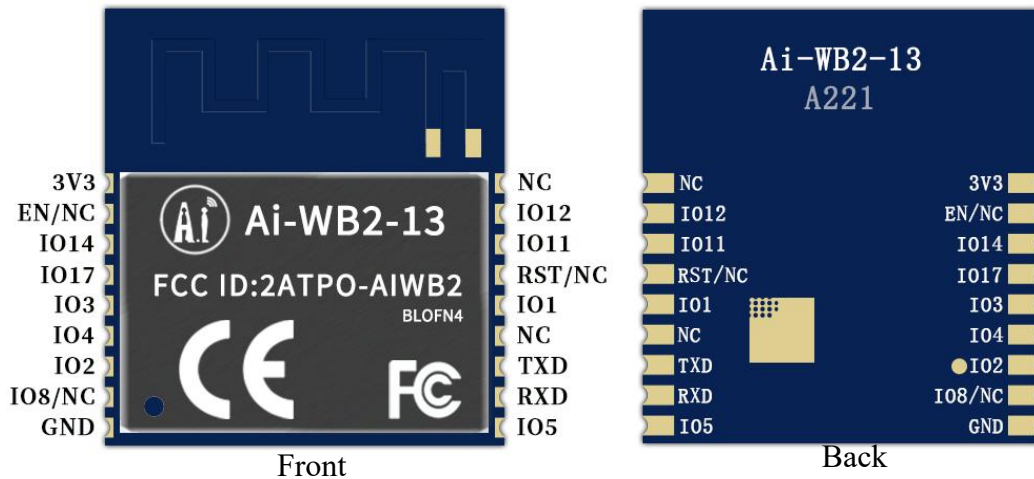 3V3
EN/NC
IO14
IO17
IO3
IO4
IO2
IO8/NC
GND
A.i Ai-WB2-13
FCC ID:2ATPO-AIWB2
BLOFN4
CE FC
NC
IO12
IO11
RST/NC
IO1
NC
TXD
RXD
IO5
Front
Ai-WB2-13
A221
NC
IO12
IO11
RST/NC
IO1
NC
TXD
RXD
IO5
3V3
EN/NC
IO14
IO17
IO3
IO4
IO2
IO8/NC
GND
Back